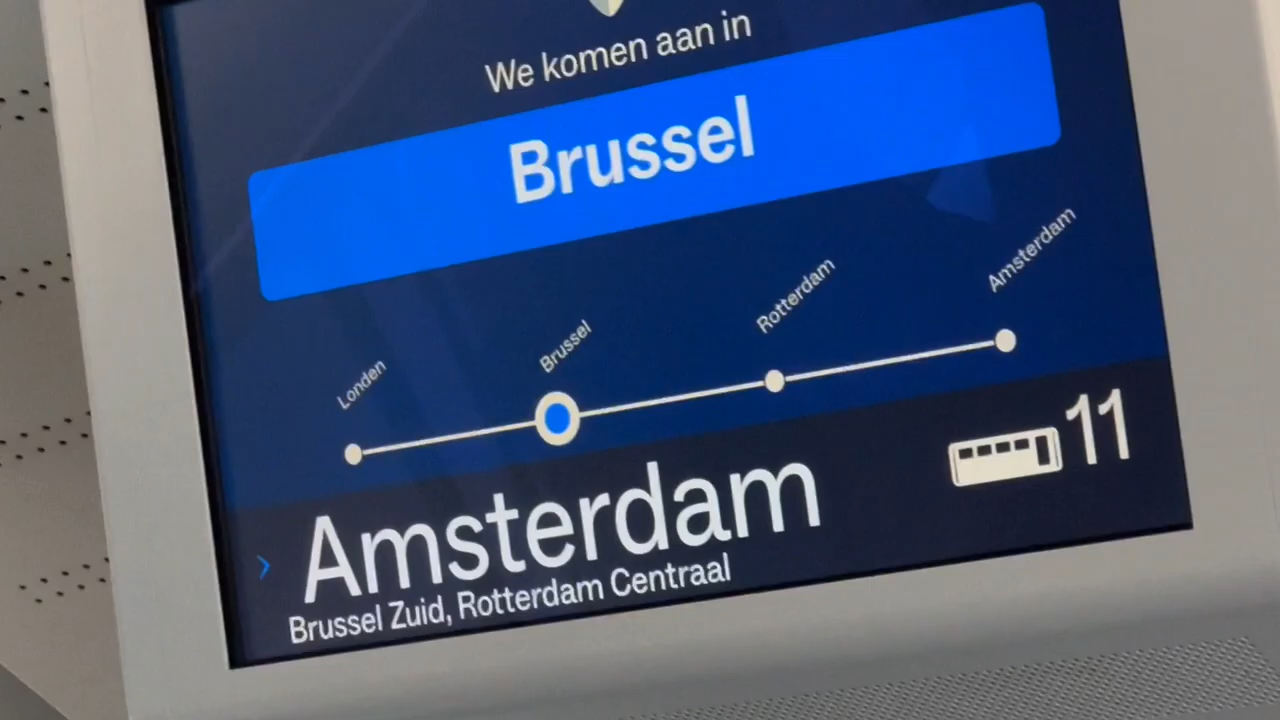 We komen aan in
Brussel
Londen
Brussel
Rotterdam
Amsterdam
Amsterdam
11
Brussel Zuid, Rotterdam Centraal